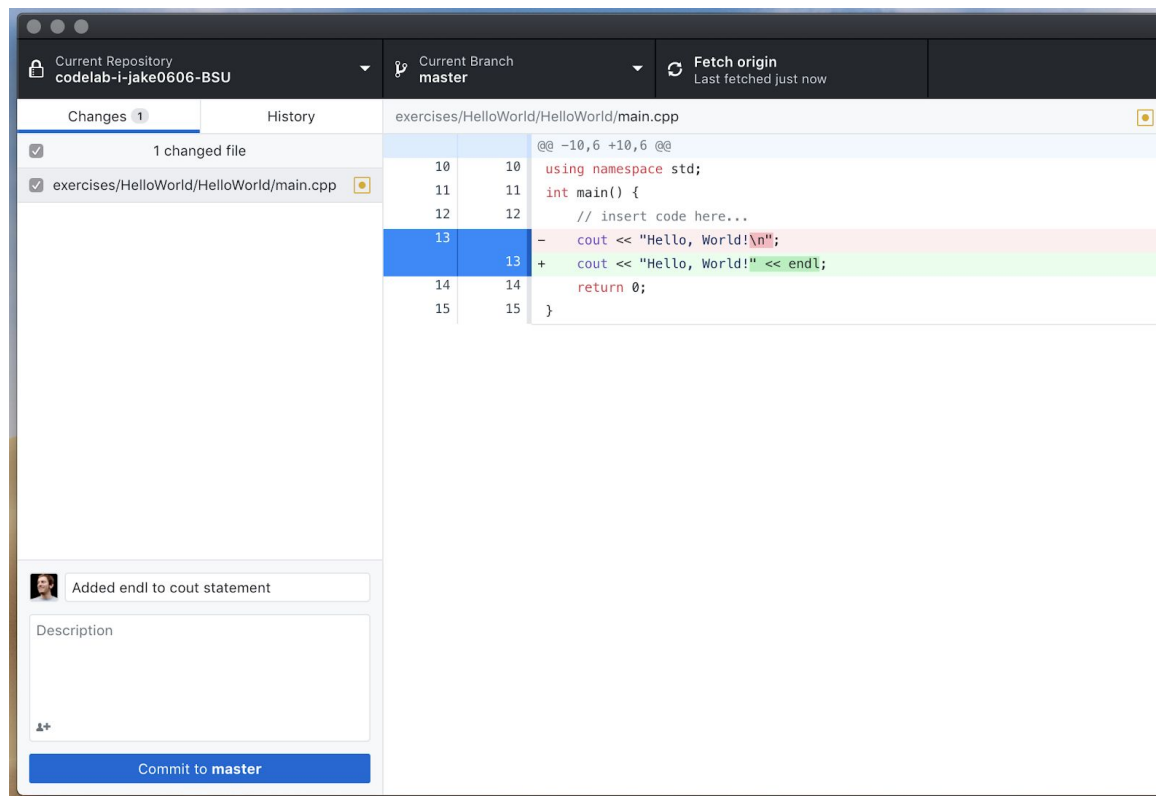 Current Repository
codelab-i-jake0606-BSU
Current Branch
master
Fetch origin
Last fetched just now
Changes 1
History
1 changed file
exercises/HelloWorld/HelloWorld/main.cpp
exercises/HelloWorld/HelloWorld/main.cpp
@@ -10,6 +10,6 @@
10 10 using namespace std;
11 11 int main() {
12 12 // insert code here...
13 - cout << "Hello, World!\n";
13 + cout << "Hello, World!" << endl;
14 14 return 0;
15 15 }
Added endl to cout statement
Description
Commit to master